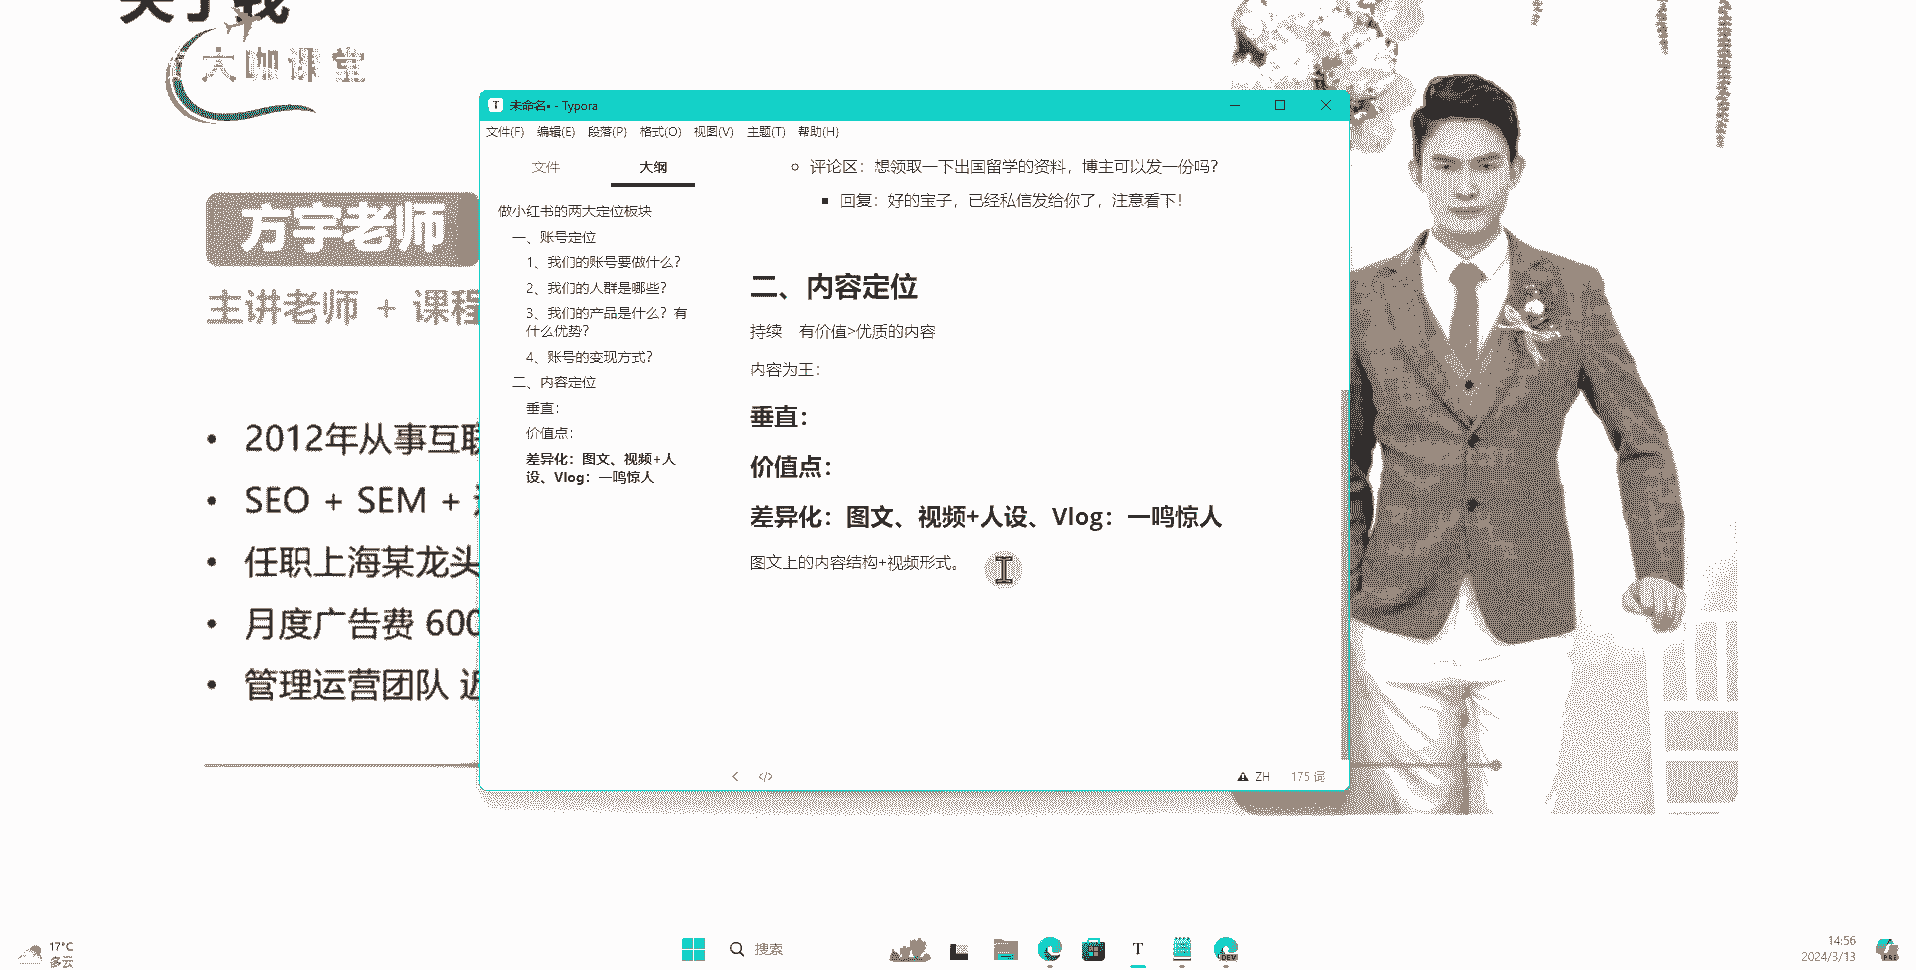 关于我
大咖课堂
方宇老师
主讲老师 + 课程
• 2012年从事互联
• SEO + SEM +
• 任职上海某龙头
• 月度广告费 600
• 管理运营团队 近
未命名• - Typora
文件(F) 编辑(E) 段落(P) 格式(O) 视图(V) 主题(T) 帮助(H)
文件 大纲
做小红书的两大定位板块
一、账号定位
1、我们的账号要做什么？
2、我们的人群是哪些？
3、我们的产品是什么？有
什么优势？
4、账号的变现方式？
二、内容定位
垂直：
价值点：
差异化：图文、视频+人
设、Vlog：一鸣惊人
评论区：想领取一下出国留学的资料，博主可以发一份吗？
回复：好的宝子，已经私信发给你了，注意看下！
二、内容定位
持续 有价值>优质的内容
内容为王：
垂直：
价值点：
差异化：图文、视频+人设、Vlog：一鸣惊人
图文上的内容结构+视频形式。
ZH 175 词
17°C
多云
搜索
T
DEV
14:56
2024/3/13
PRE